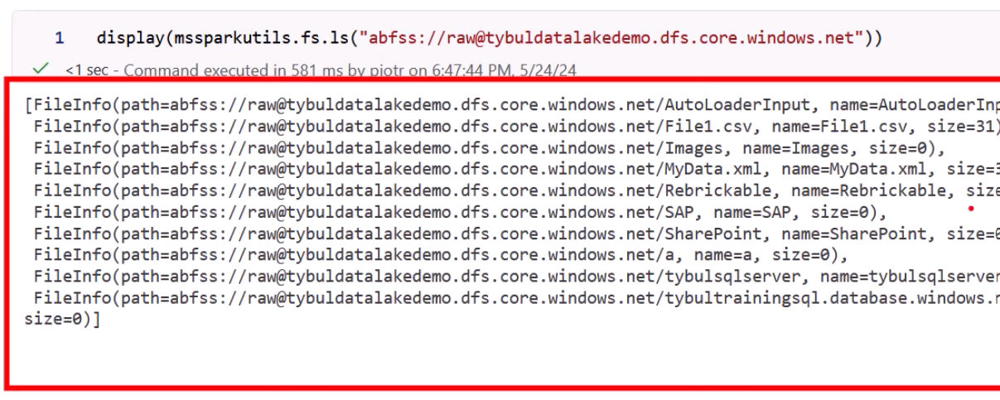 1 display(mssparkutils.fs.ls("abfss://raw@tybuldatalakedemo.dfs.core.windows.net"))
<1 sec - Command executed in 581 ms by piotr on 6:47:44 PM, 5/24/24
[FileInfo(path=abfss://raw@tybuldatalakedemo.dfs.core.windows.net/AutoLoaderInput, name=AutoLoaderInp
FileInfo(path=abfss://raw@tybuldatalakedemo.dfs.core.windows.net/File1.csv, name=File1.csv, size=31)
FileInfo(path=abfss://raw@tybuldatalakedemo.dfs.core.windows.net/Images, name=Images, size=0),
FileInfo(path=abfss://raw@tybuldatalakedemo.dfs.core.windows.net/MyData.xml, name=MyData.xml, size=3
FileInfo(path=abfss://raw@tybuldatalakedemo.dfs.core.windows.net/Rebrickable, name=Rebrickable, size
FileInfo(path=abfss://raw@tybuldatalakedemo.dfs.core.windows.net/SAP, name=SAP, size=0),
FileInfo(path=abfss://raw@tybuldatalakedemo.dfs.core.windows.net/SharePoint, name=SharePoint, size=0
FileInfo(path=abfss://raw@tybuldatalakedemo.dfs.core.windows.net/a, name=a, size=0),
FileInfo(path=abfss://raw@tybuldatalakedemo.dfs.core.windows.net/tybulsqlserver, name=tybulsqlserver
FileInfo(path=abfss://raw@tybuldatalakedemo.dfs.core.windows.net/tybultrainingsql.database.windows.n
size=0)]